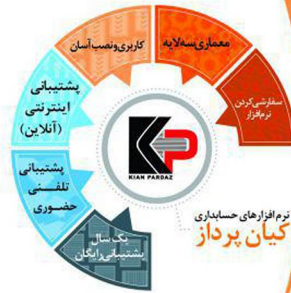 سفارشی کردن
نرم افزار
معماری سه لایه
کاربری و نصب آسان
پشتیبانی
اینترنتی
(آنلاین)
پشتیبانی
تلفنی
حضوری
یک سال
پشتیبانی رایگان
KP
KIAN PARDAZ
نرم افزارهای حسابداری
کیان پرداز